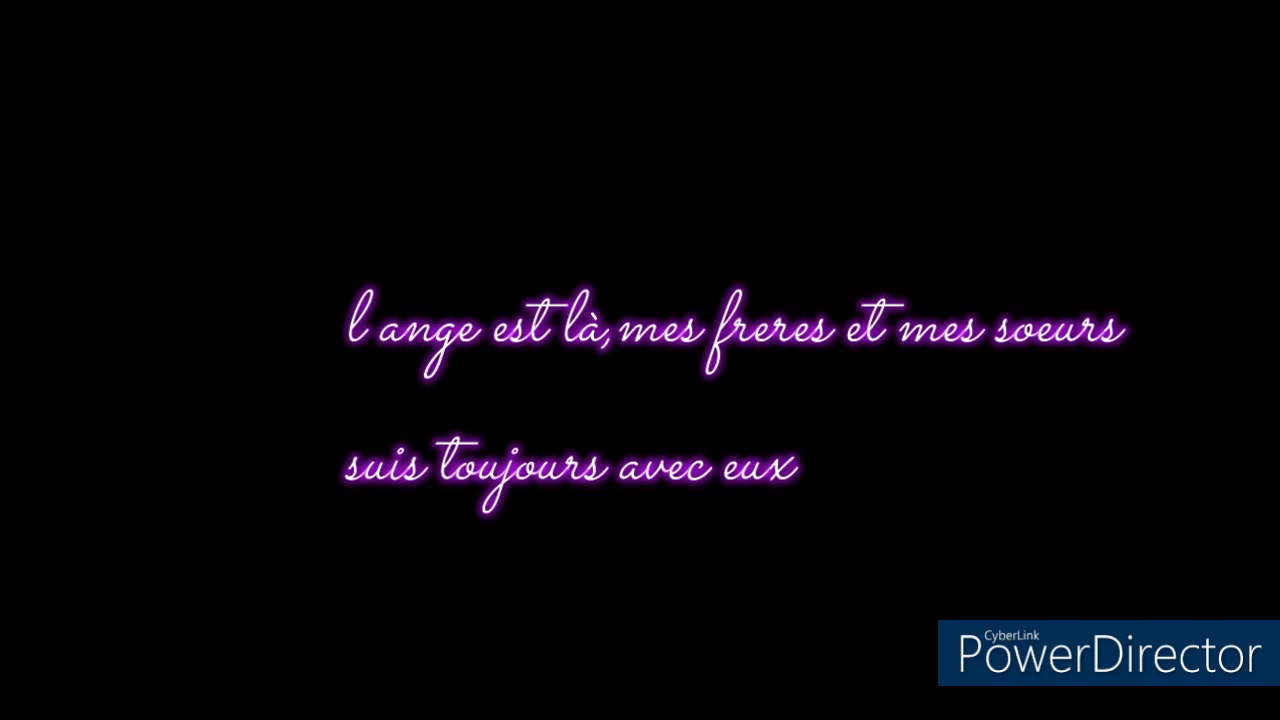 l ange est là,mes freres et mes soeurs
suis toujours avec eux
CyberLink
PowerDirector